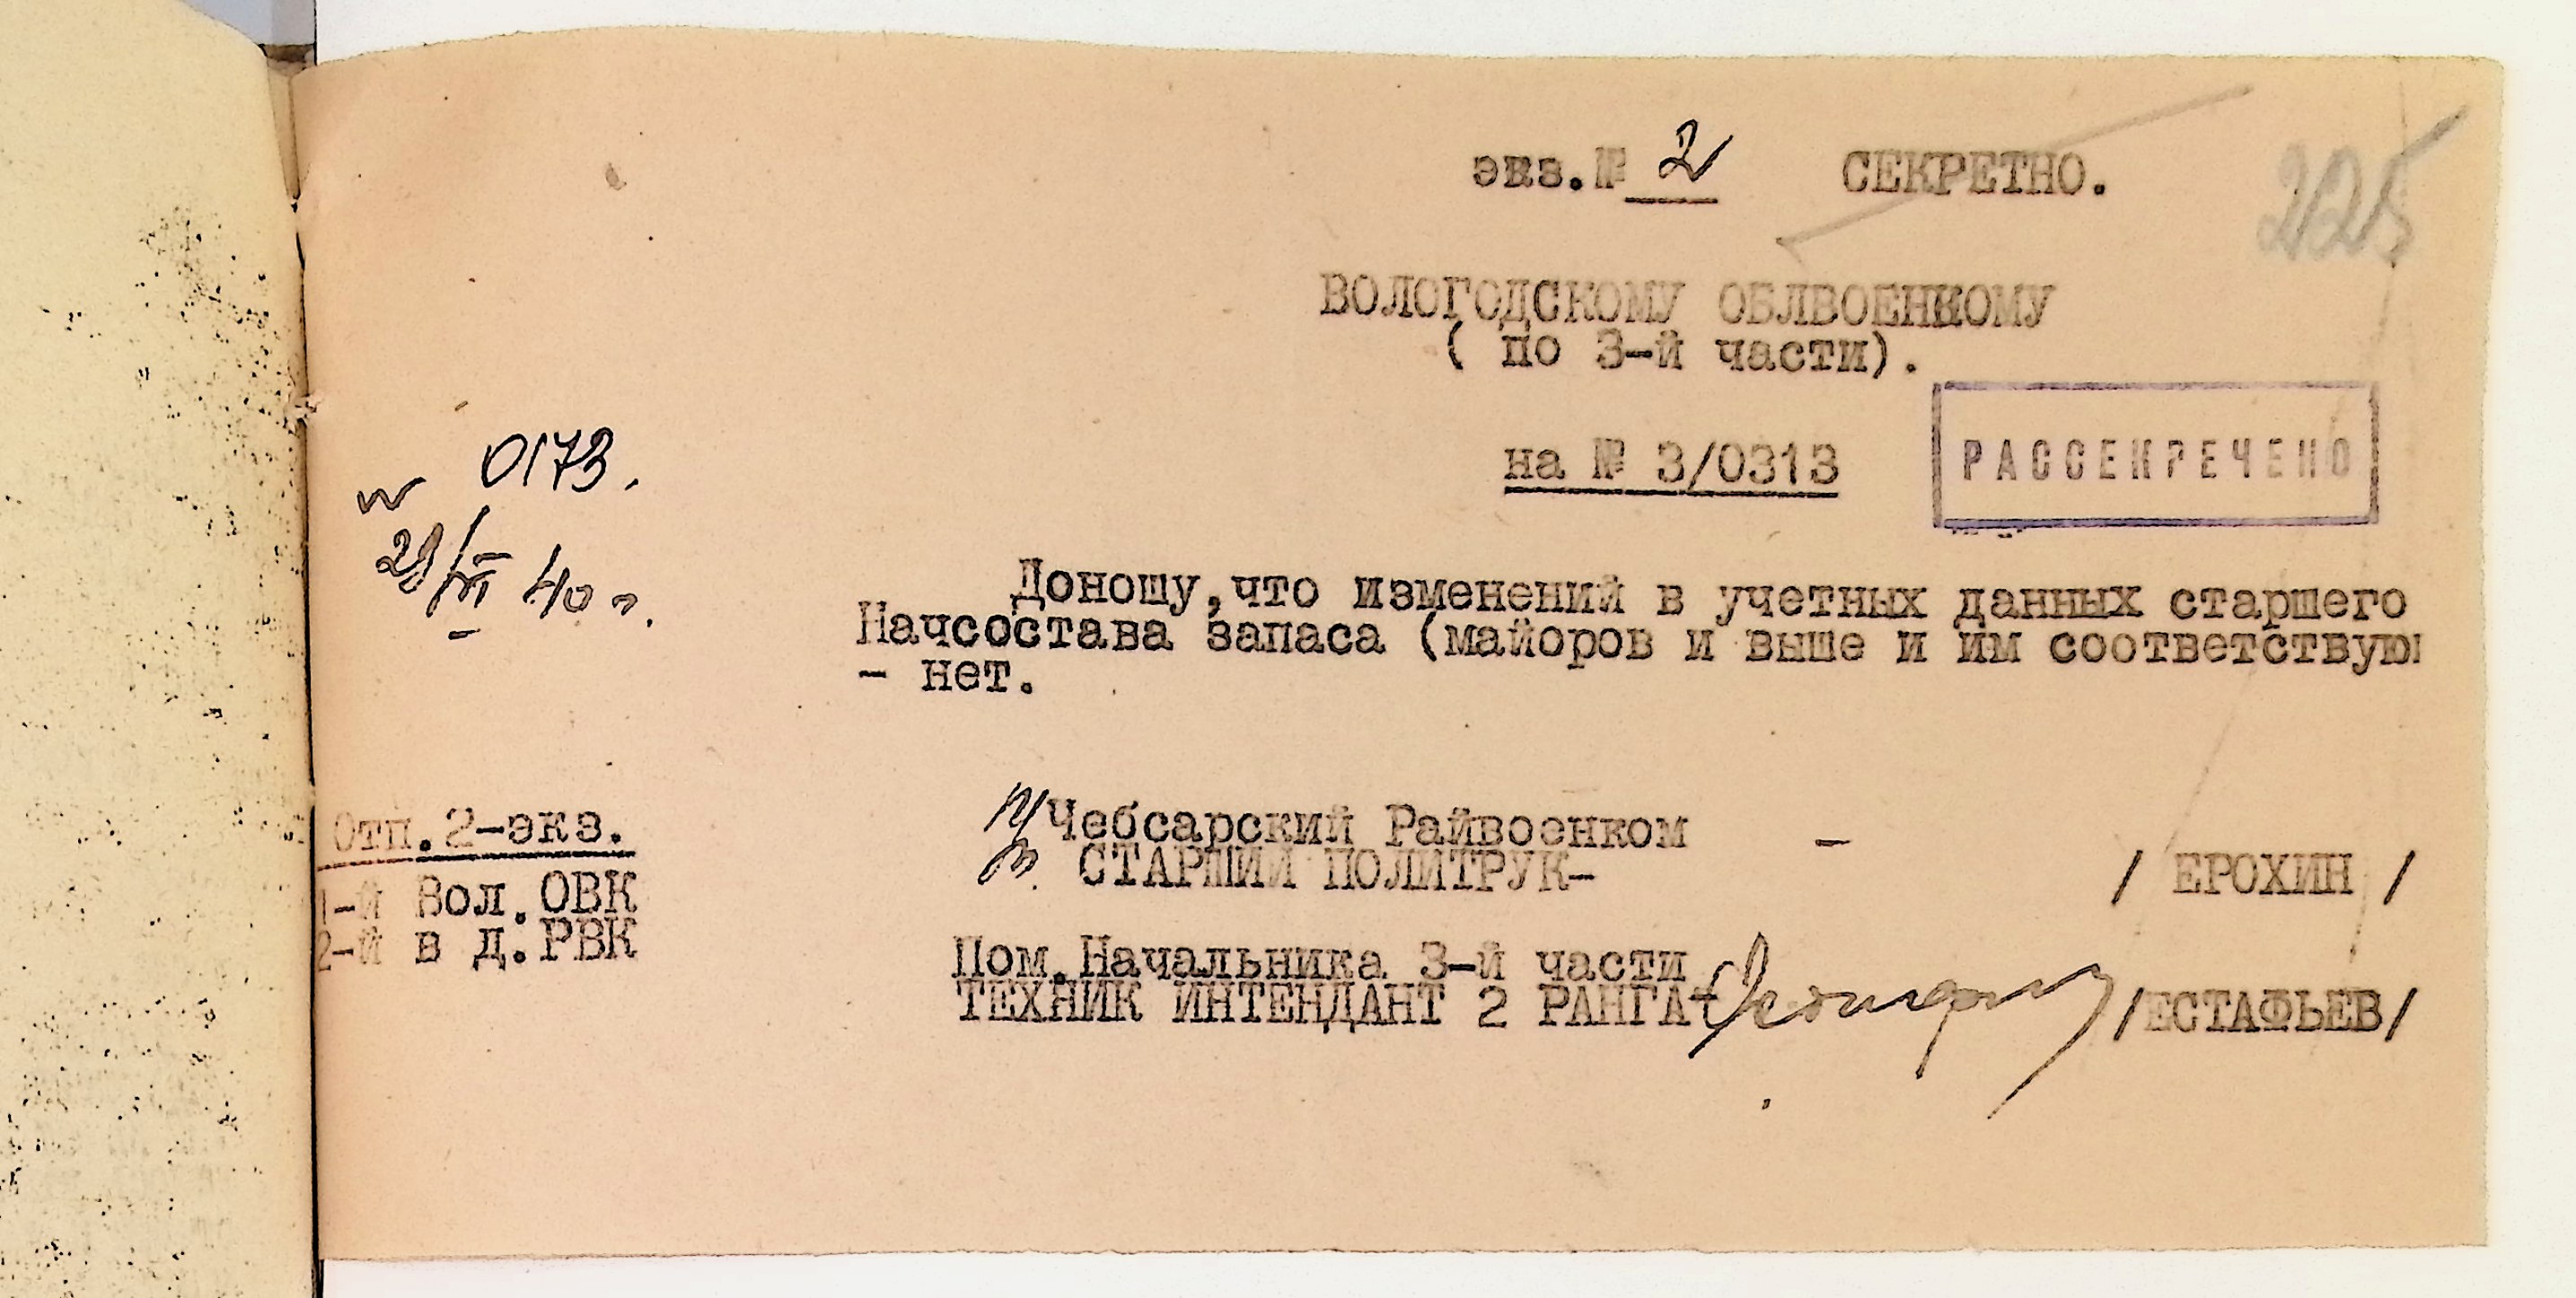 экз.№ 2 СЕКРЕТНО.
225
ВОЛОГОДСКОМУ ОБЛВОЕНКОМУ
( по 3-й части).
на № 3/0313
РАССЕКРЕЧЕНО
0173.
40 г.
Доношу,что изменений в учетных данных старшего
Начсостава запаса (майоров и выше и им соответствую
- нет.
Отп.2-экз.
1-й Вол.ОВК
2-й в д.РВК
Чебсарский Райвоенком -
СТАРШИЙ ПОЛИТРУК- / ЕРОХИН /
Пом.Начальника 3-й части
ТЕХНИК ИНТЕНДАНТ 2 РАНГА /ЕСТАФЬЕВ/